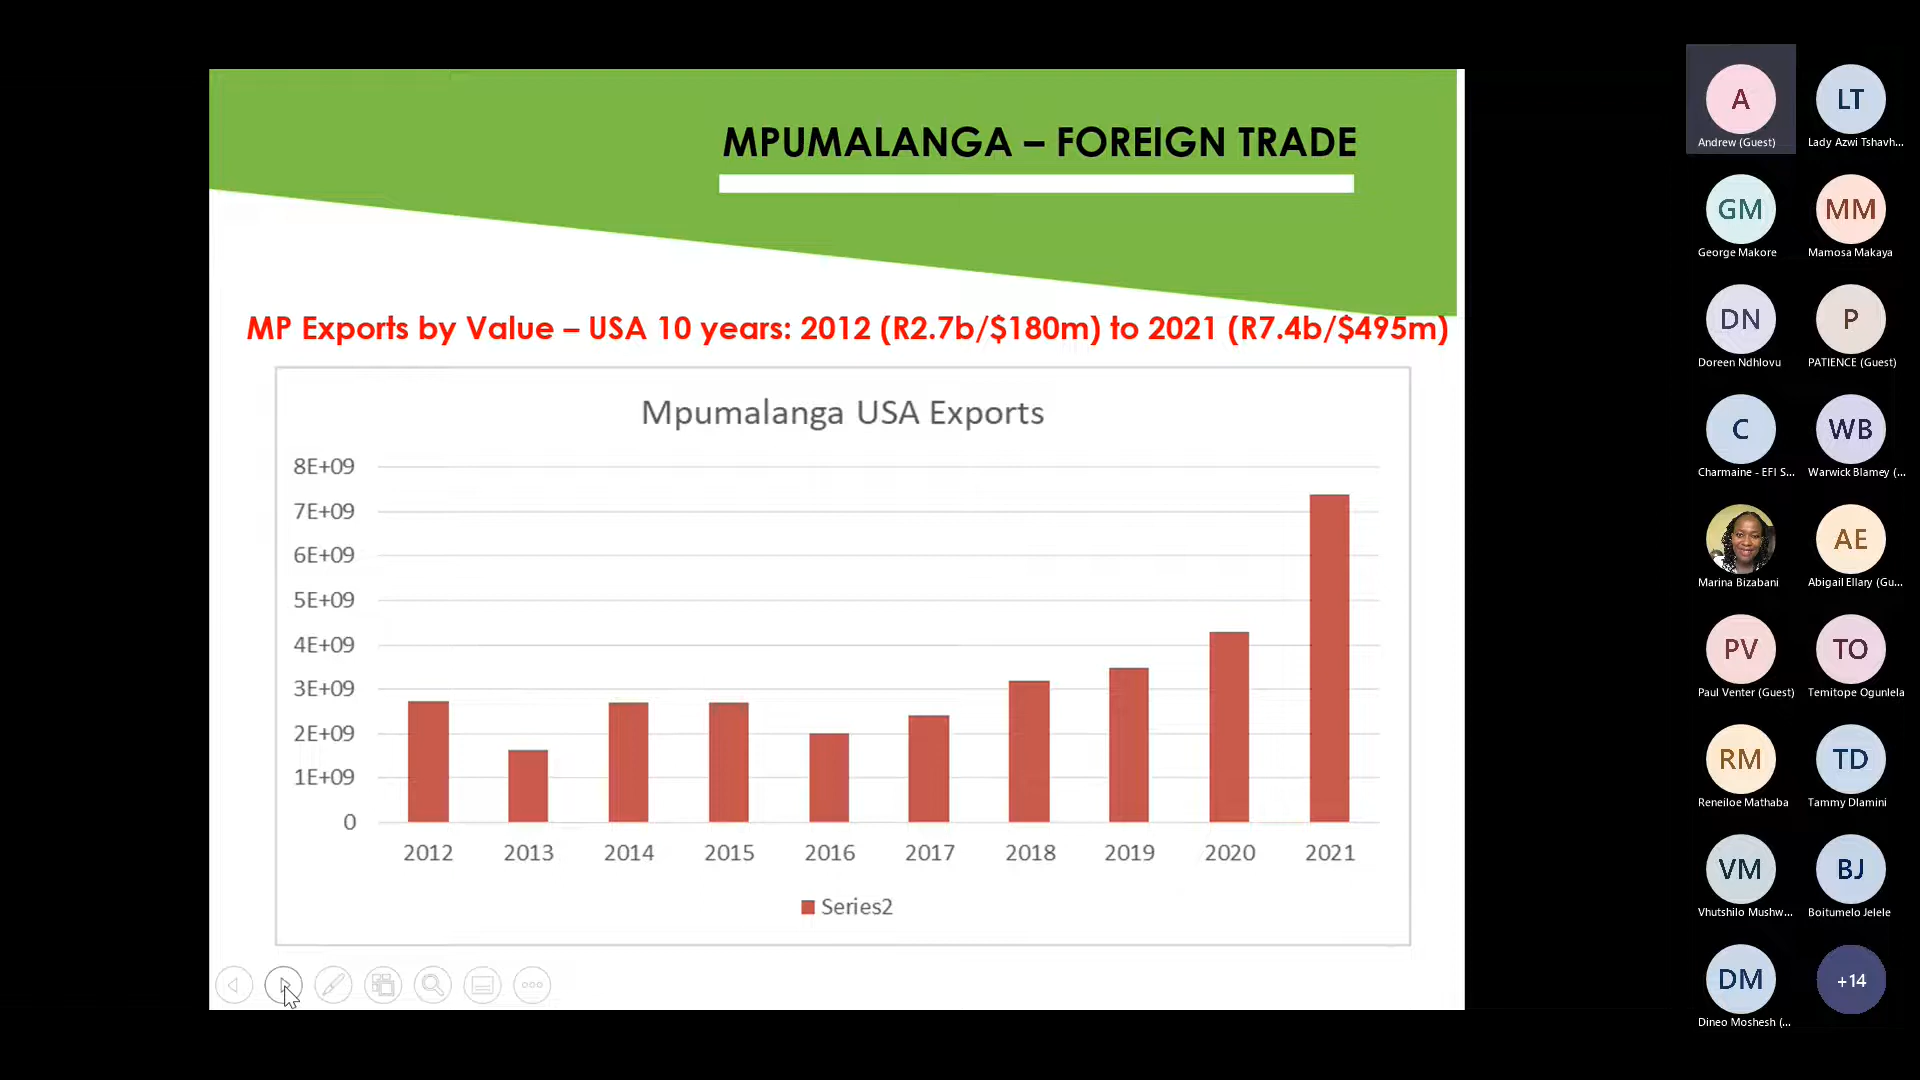 MPUMALANGA – FOREIGN TRADE
MP Exports by Value – USA 10 years: 2012 (R2.7b/$180m) to 2021 (R7.4b/$495m)
Mpumalanga USA Exports
8E+09
7E+09
6E+09
5E+09
4E+09
3E+09
2E+09
1E+09
0
2012 2013 2014 2015 2016 2017 2018 2019 2020 2021
Series2
A LT
Andrew (Guest) Lady Azwi Tshavh...
GM MM
George Makore Mamosa Makaya
DN P
Doreen Ndhlovu PATIENCE (Guest)
C WB
Charmaine - EFI S... Warwick Blamey (...
AE
Marina Bizabani Abigail Ellary (Gu...
PV TO
Paul Venter (Guest) Temitope Ogunlela
RM TD
Reneiloe Mathaba Tammy Dlamini
VM BJ
Vhutshilo Mushw... Boitumelo Jelele
DM +14
Dineo Moshesh (...